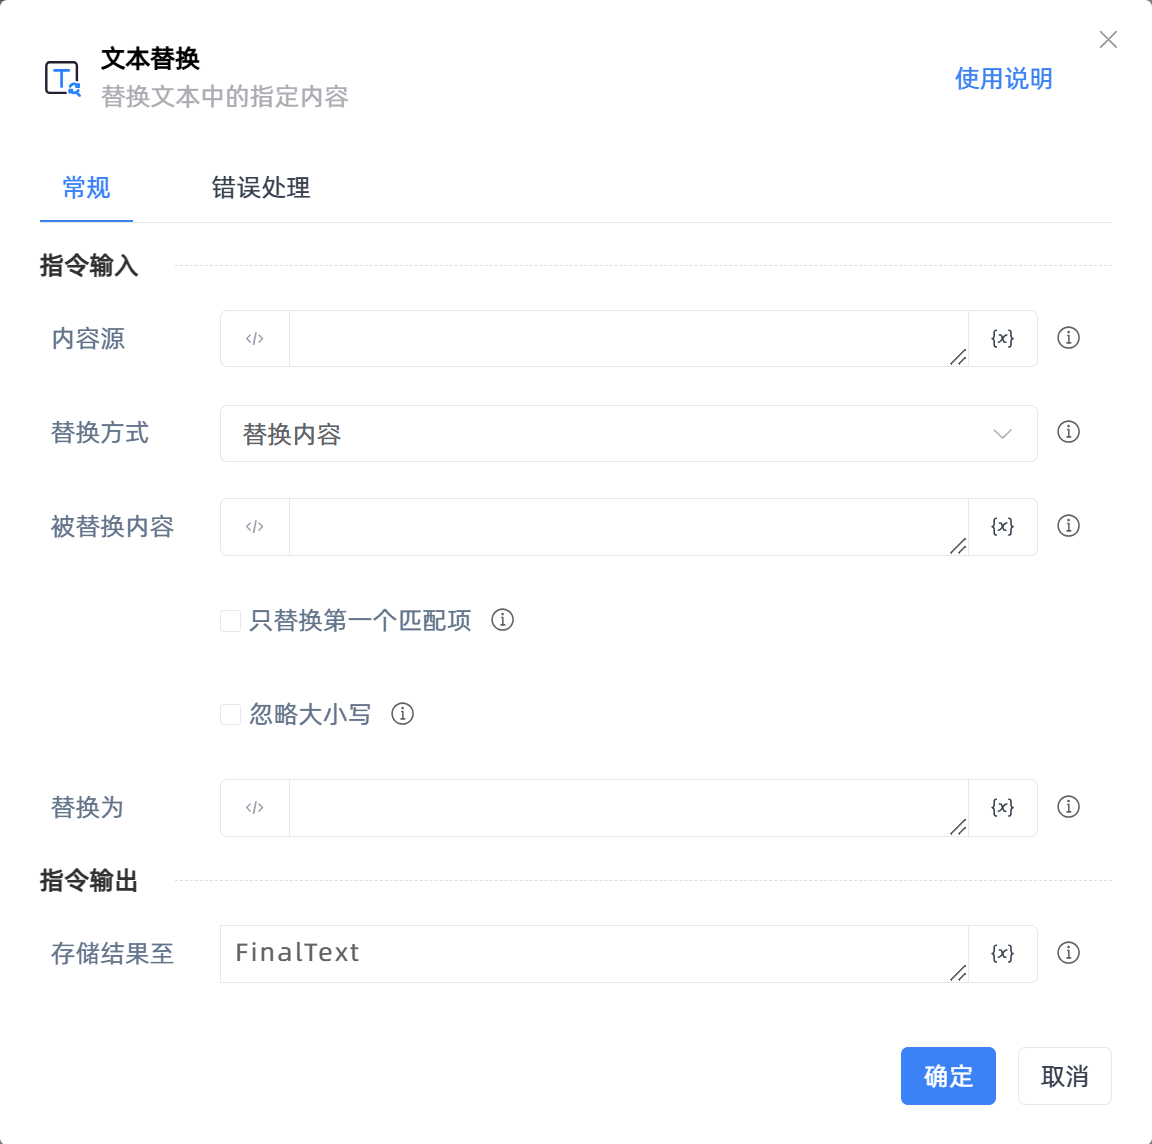 文本替换
替换文本中的指定内容
使用说明
常规
错误处理
指令输入
内容源
</>
{x}
替换方式
替换内容
被替换内容
</>
{x}
只替换第一个匹配项
忽略大小写
替换为
</>
{x}
指令输出
存储结果至
FinalText
{x}
确定
取消